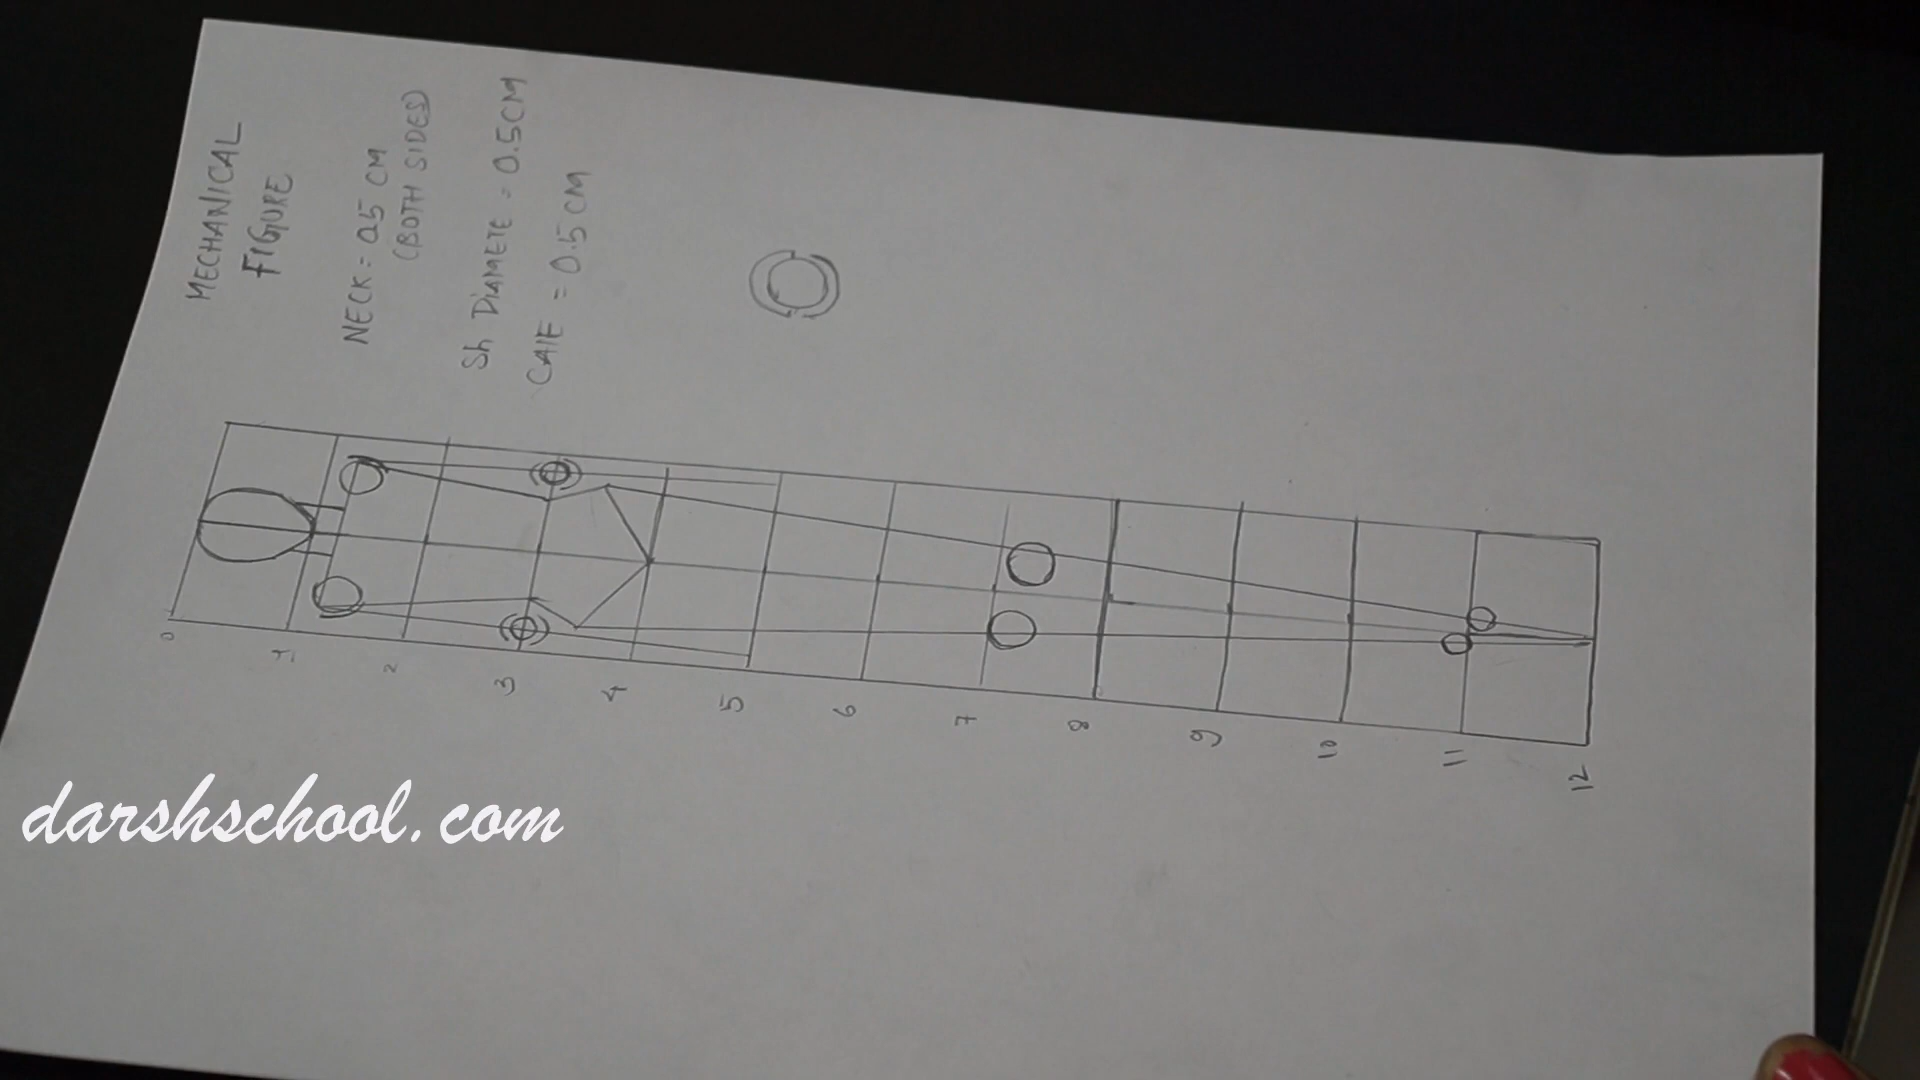 MECHANICAL
FIGURE
NECK = 0.5 CM
(BOTH SIDES)
Sh DIAMETE = 0.5CM
CAIE = 0.5 CM
0
1
2
3
4
5
6
7
8
9
10
11
12
darshschool.com